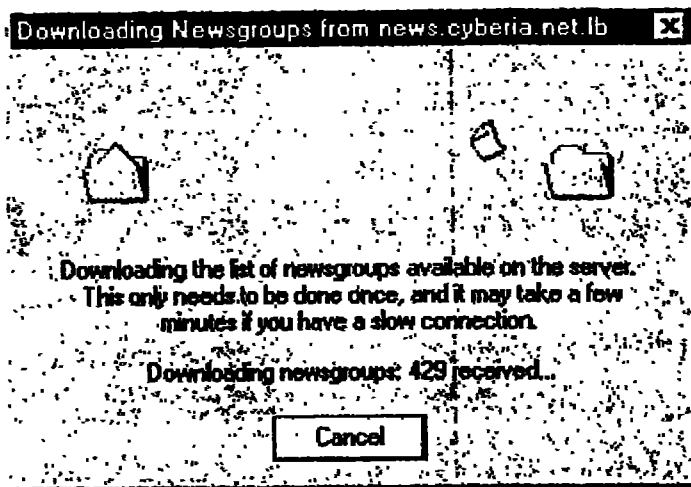 Downloading Newsgroups from news.cyberia.net.lb
Downloading the list of newsgroups available on the server.
This only needs to be done once, and it may take a few
minutes if you have a slow connection.
Downloading newsgroups: 429 received...
Cancel